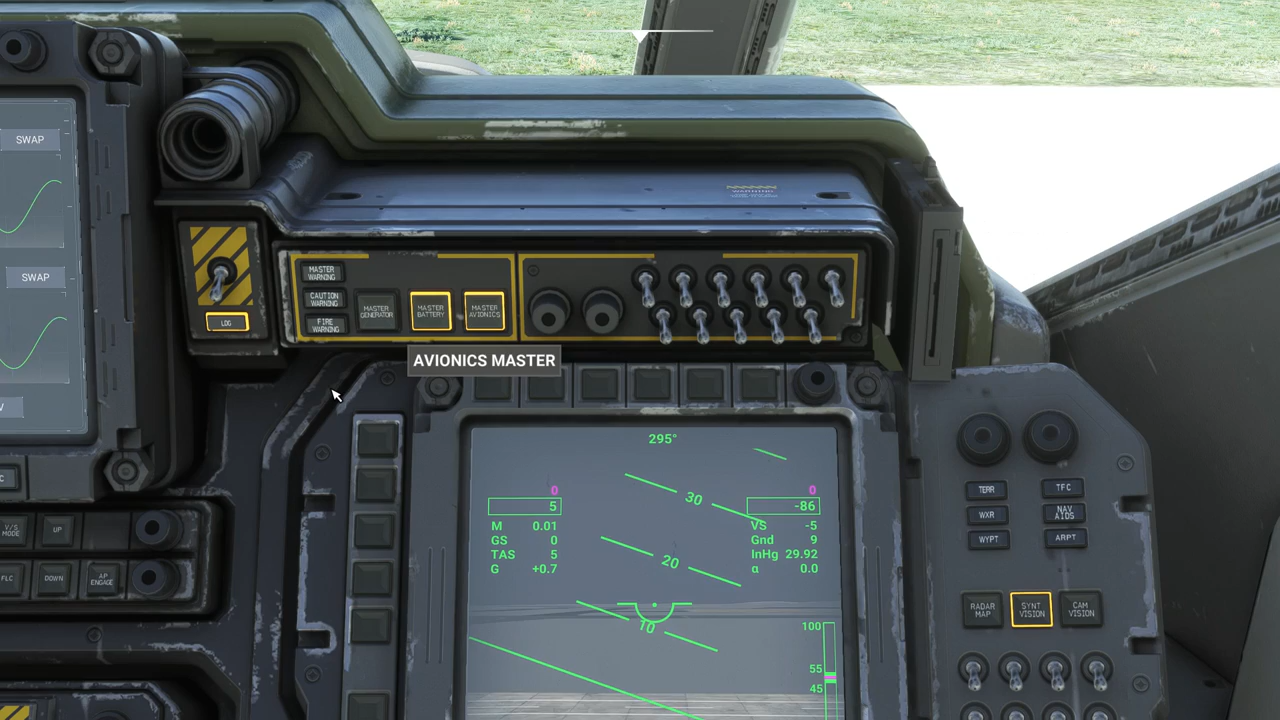 SWAP
WARNING
MASTER
WARNING
CAUTION
WARNING
FIRE
WARNING
MASTER
GENERATOR
MASTER
BATTERY
MASTER
AVIONICS
LOG
SWAP
AVIONICS MASTER
295°
0
5
M 0.01
GS 0
TAS 5
G +0.7
30
20
10
0
-86
VS -5
Gnd 9
InHg 29.92
α 0.0
100
55
45
TERR
TFC
WXR
NAV
AIDS
WYPT
ARPT
RADAR
MAP
SYNT
VISION
CAM
VISION
V
C
V/S
MODE
UP
FLC
DOWN
AP
ENGAGE